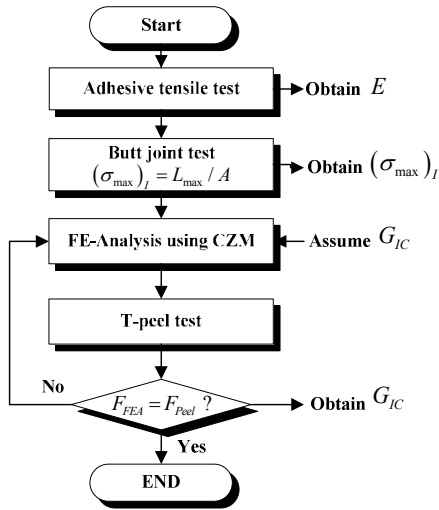 Start
Adhesive tensile test
Obtain E
Butt joint test
(σmax)I = Lmax / A
Obtain (σmax)I
FE-Analysis using CZM
Assume GIC
T-peel test
No
FFEA = FPeel ?
Obtain GIC
Yes
END